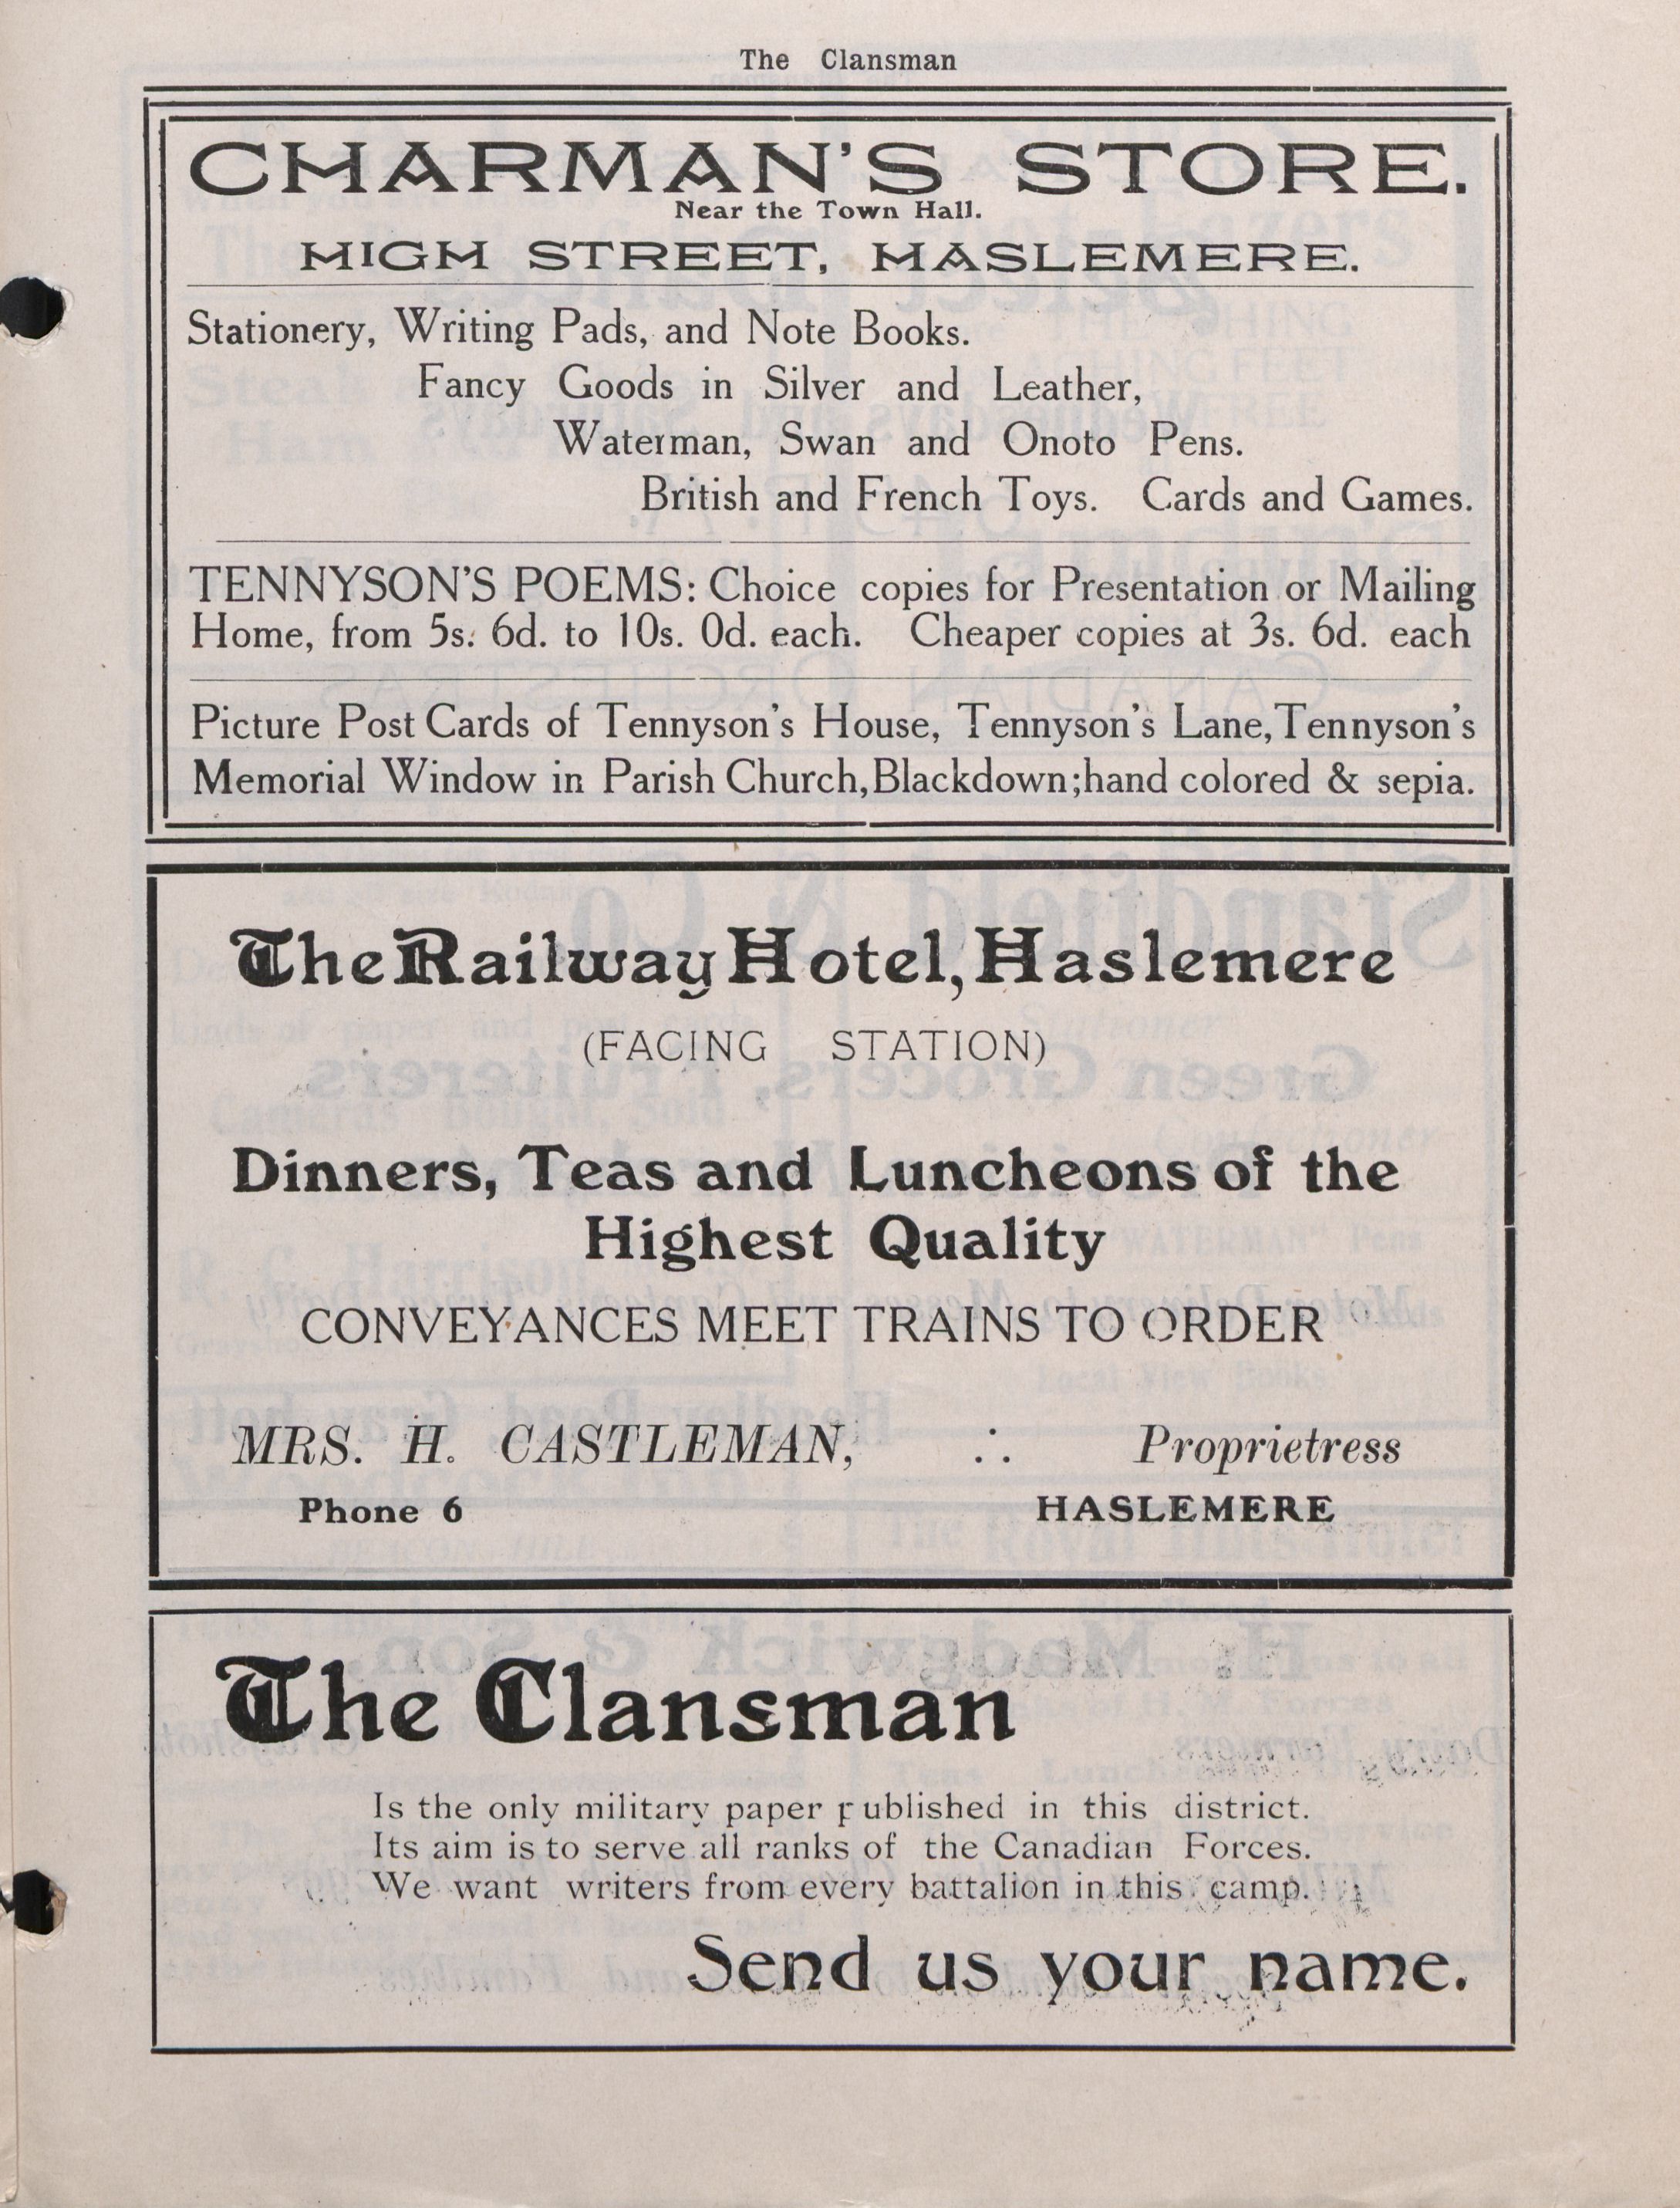 The Clansman
CHARMAN'S STORE.
Near the Town Hall.
HIGH STREET, HASLEMERE.
Stationery, Writing Pads, and Note Books.
Fancy Goods in Silver and Leather,
Waterman, Swan and Onoto Pens.
British and French Toys. Cards and Games.
TENNYSON'S POEMS: Choice copies for Presentation or Mailing
Home, from 5s. 6d. to 10s. 0d. each. Cheaper copies at 3s. 6d. each
Picture Post Cards of Tennyson's House, Tennyson's Lane, Tennyson's
Memorial Window in Parish Church, Blackdown; hand colored & sepia.
The Railway Hotel, Haslemere
(FACING STATION)
Dinners, Teas and Luncheons of the
Highest Quality
CONVEYANCES MEET TRAINS TO ORDER
MRS. H. CASTLEMAN, ∴ Proprietress
Phone 6 HASLEMERE
The Clansman
Is the only military paper published in this district.
Its aim is to serve all ranks of the Canadian Forces.
We want writers from every battalion in this camp.
Send us your name.